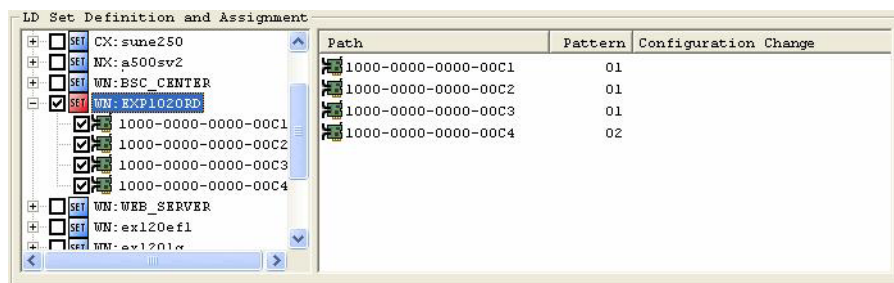 LD Set Definition and Assignment
SET CX:sune250
SET NX:a500sv2
SET WN:BSC_CENTER
SET WN:EXP1020RD
1000-0000-0000-00C1
1000-0000-0000-00C2
1000-0000-0000-00C3
1000-0000-0000-00C4
SET WN:WEB_SERVER
SET WN:ex120ef1
SET
Path Pattern Configuration Change
1000-0000-0000-00C1 01
1000-0000-0000-00C2 01
1000-0000-0000-00C3 01
1000-0000-0000-00C4 02